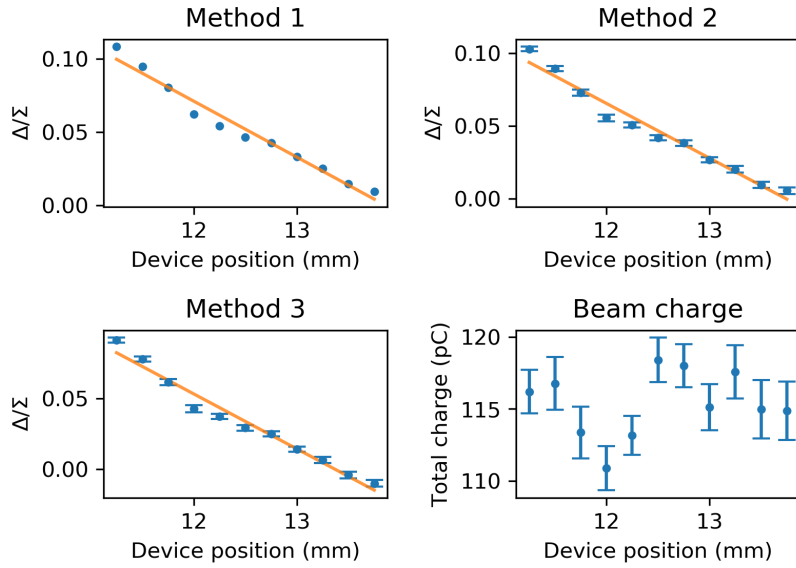 Method 1
Δ/Σ
0.10
0.05
0.00
12 13
Device position (mm)
Method 2
Δ/Σ
0.10
0.05
0.00
12 13
Device position (mm)
Method 3
Δ/Σ
0.05
0.00
12 13
Device position (mm)
Beam charge
Total charge (pC)
120
115
110
12 13
Device position (mm)